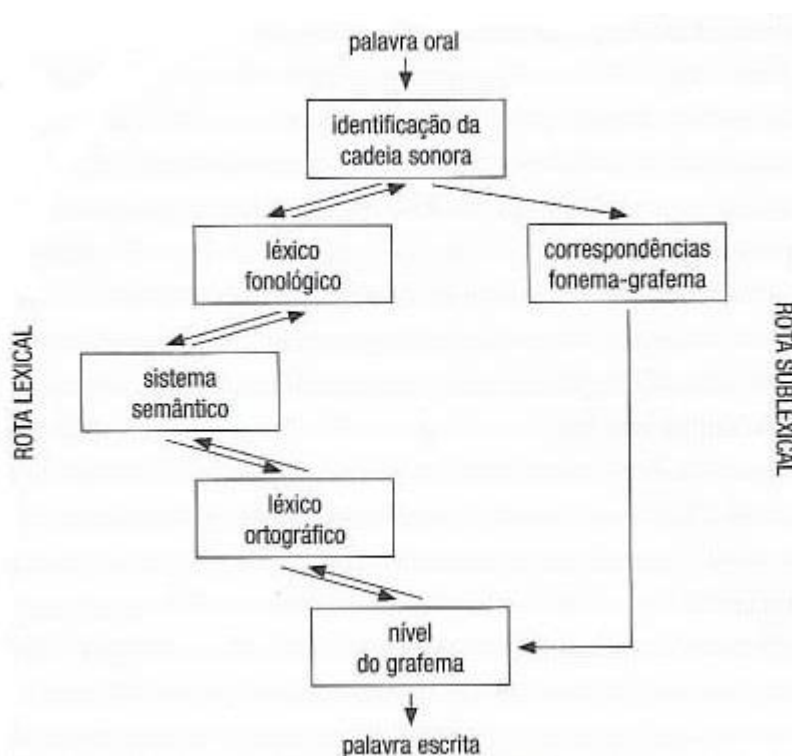 palavra oral
identificação da
cadeia sonora
léxico
fonológico
correspondências
fonema-grafema
ROTA LEXICAL
ROTA SUBLEXICAL
sistema
semântico
léxico
ortográfico
nível
do grafema
palavra escrita